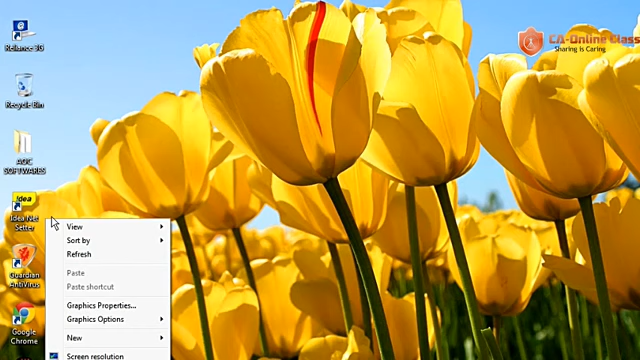 CA-Online Class
Sharing is Caring
Reliance 3G
Recycle Bin
AOC
SOFTWARES
idea
Idea Net
Setter
Guardian
AntiVirus
Google
Chrome
View
Sort by
Refresh
Paste
Paste shortcut
Graphics Properties...
Graphics Options
New
Screen resolution